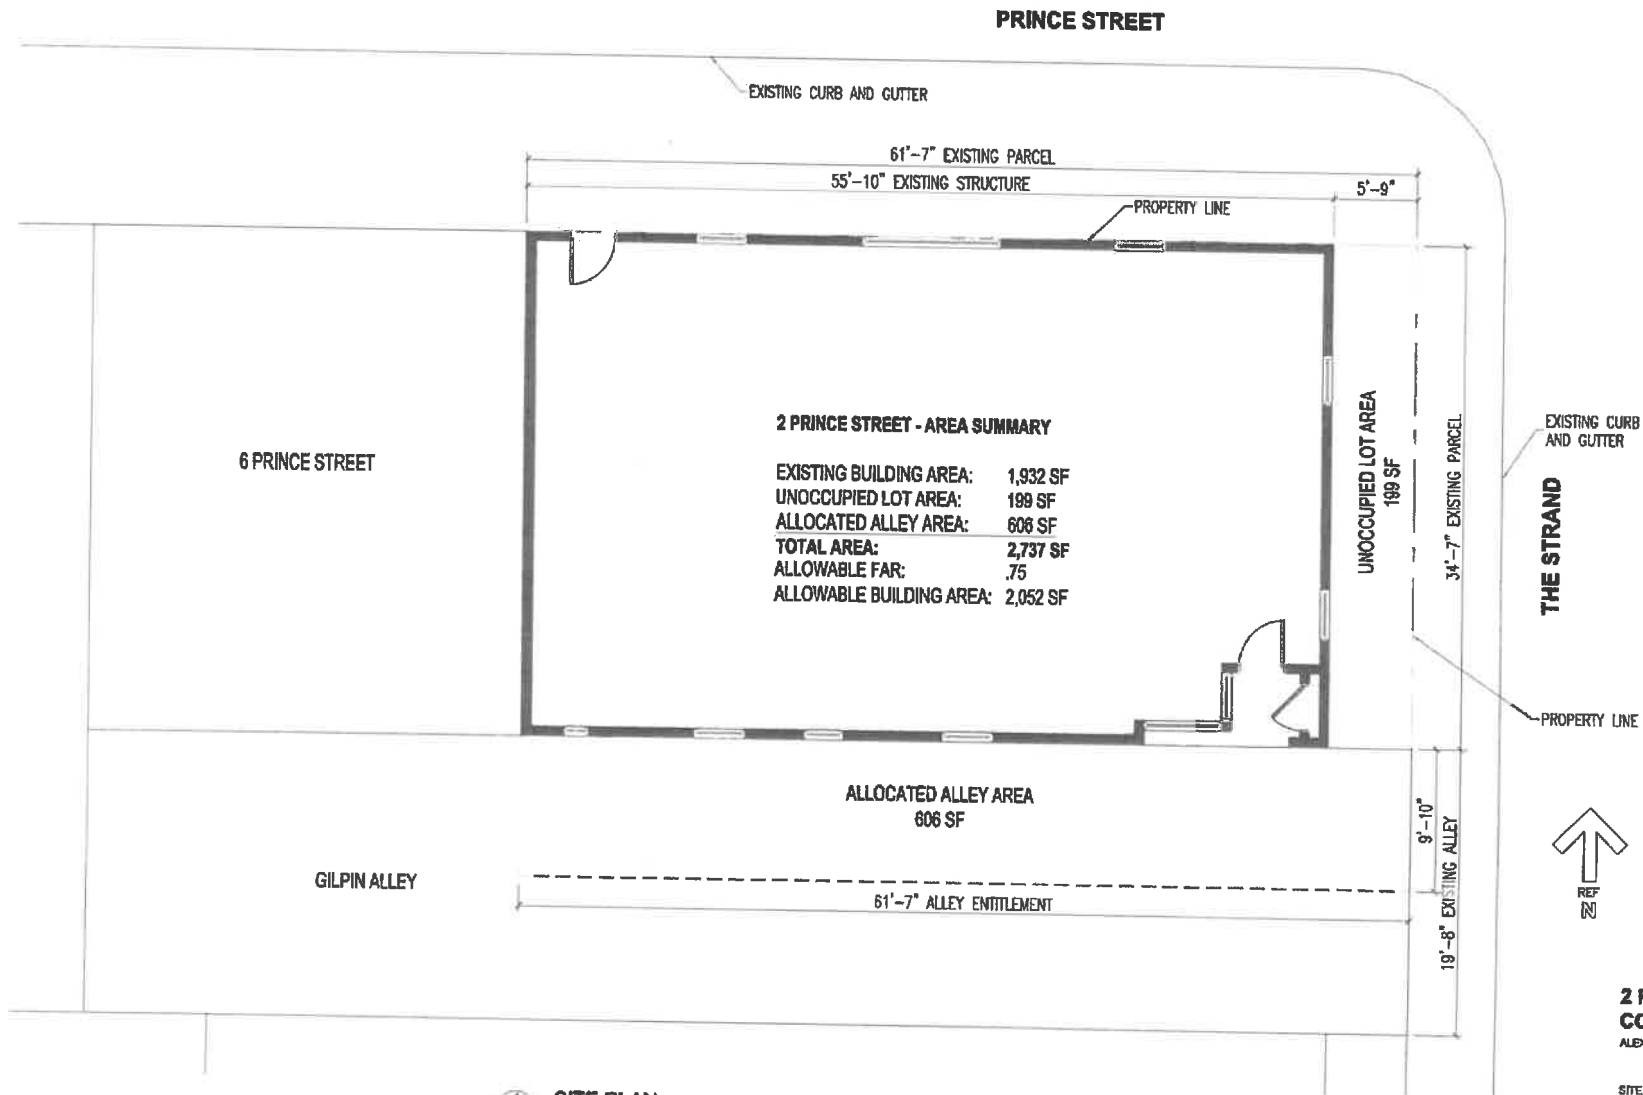 PRINCE STREET
EXISTING CURB AND GUTTER
61'-7" EXISTING PARCEL
55'-10" EXISTING STRUCTURE
5'-9"
PROPERTY LINE
6 PRINCE STREET
2 PRINCE STREET - AREA SUMMARY
EXISTING BUILDING AREA: 1,932 SF
UNOCCUPIED LOT AREA: 199 SF
ALLOCATED ALLEY AREA: 606 SF
TOTAL AREA: 2,737 SF
ALLOWABLE FAR: .75
ALLOWABLE BUILDING AREA: 2,052 SF
UNOCCUPIED LOT AREA
199 SF
34'-7" EXISTING PARCEL
EXISTING CURB
AND GUTTER
THE STRAND
PROPERTY LINE
ALLOCATED ALLEY AREA
606 SF
9'-10"
19'-8" EXISTING ALLEY
GILPIN ALLEY
61'-7" ALLEY ENTITLEMENT
REF
N
2
SITE PLAN
SITE